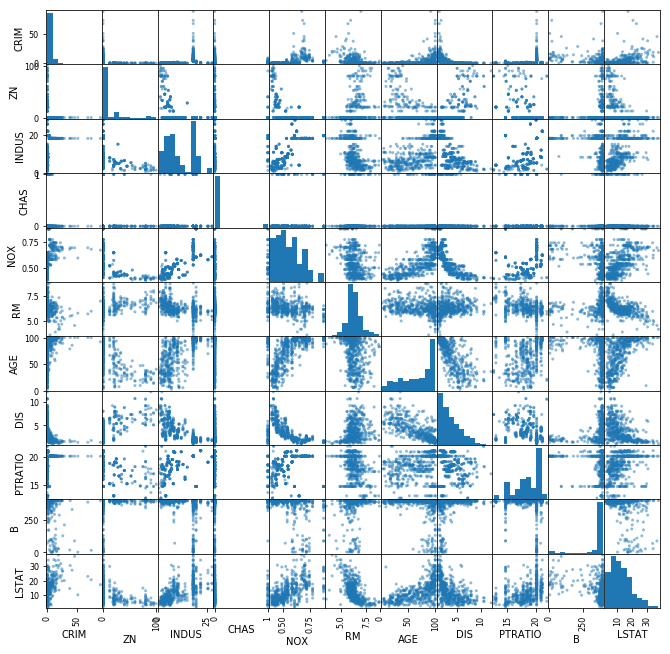 CRIM 50 0
ZN 100 0
INDUS 20
CHAS 1 0
NOX 0.75 0.50
RM 7.5 5.0
AGE 100 50 0
DIS 10 5
PTRATIO 20 15
B 250 0
LSTAT 30 20 10
0 50 0 100 0 25 0 1 0.50 0.75 5.0 7.5 0 100 5 10 15 20 0 250 10 20 30
CRIM ZN INDUS CHAS NOX RM AGE DIS PTRATIO B LSTAT